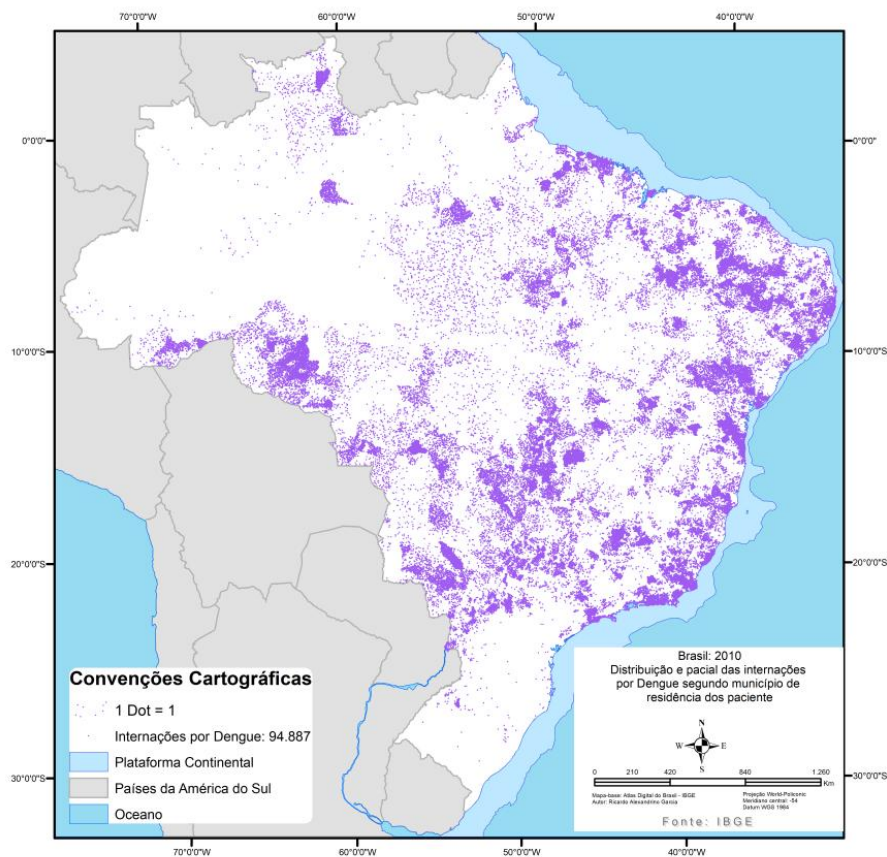 70°0'0"W 60°0'0"W 50°0'0"W 40°0'0"W
0°0'0" 0°0'0"
10°0'0"S 10°0'0"S
20°0'0"S 20°0'0"S
30°0'0"S 30°0'0"S
Convenções Cartográficas
1 Dot = 1
Internações por Dengue: 94.887
Plataforma Continental
Países da América do Sul
Oceano
Brasil: 2010
Distribuição e pacial das internações
por Dengue segundo município de
residência dos paciente
N
W E
S
0 210 420 840 1.260
Km
Mapa-base: Atlas Digital do Brasil - IBGE
Autor: Ricardo Alexandrino Garcia
Projeção World-Policonic
Meridiano central: -54
Datum WGS 1984
Fonte: IBGE
70°0'0"W 60°0'0"W 50°0'0"W 40°0'0"W